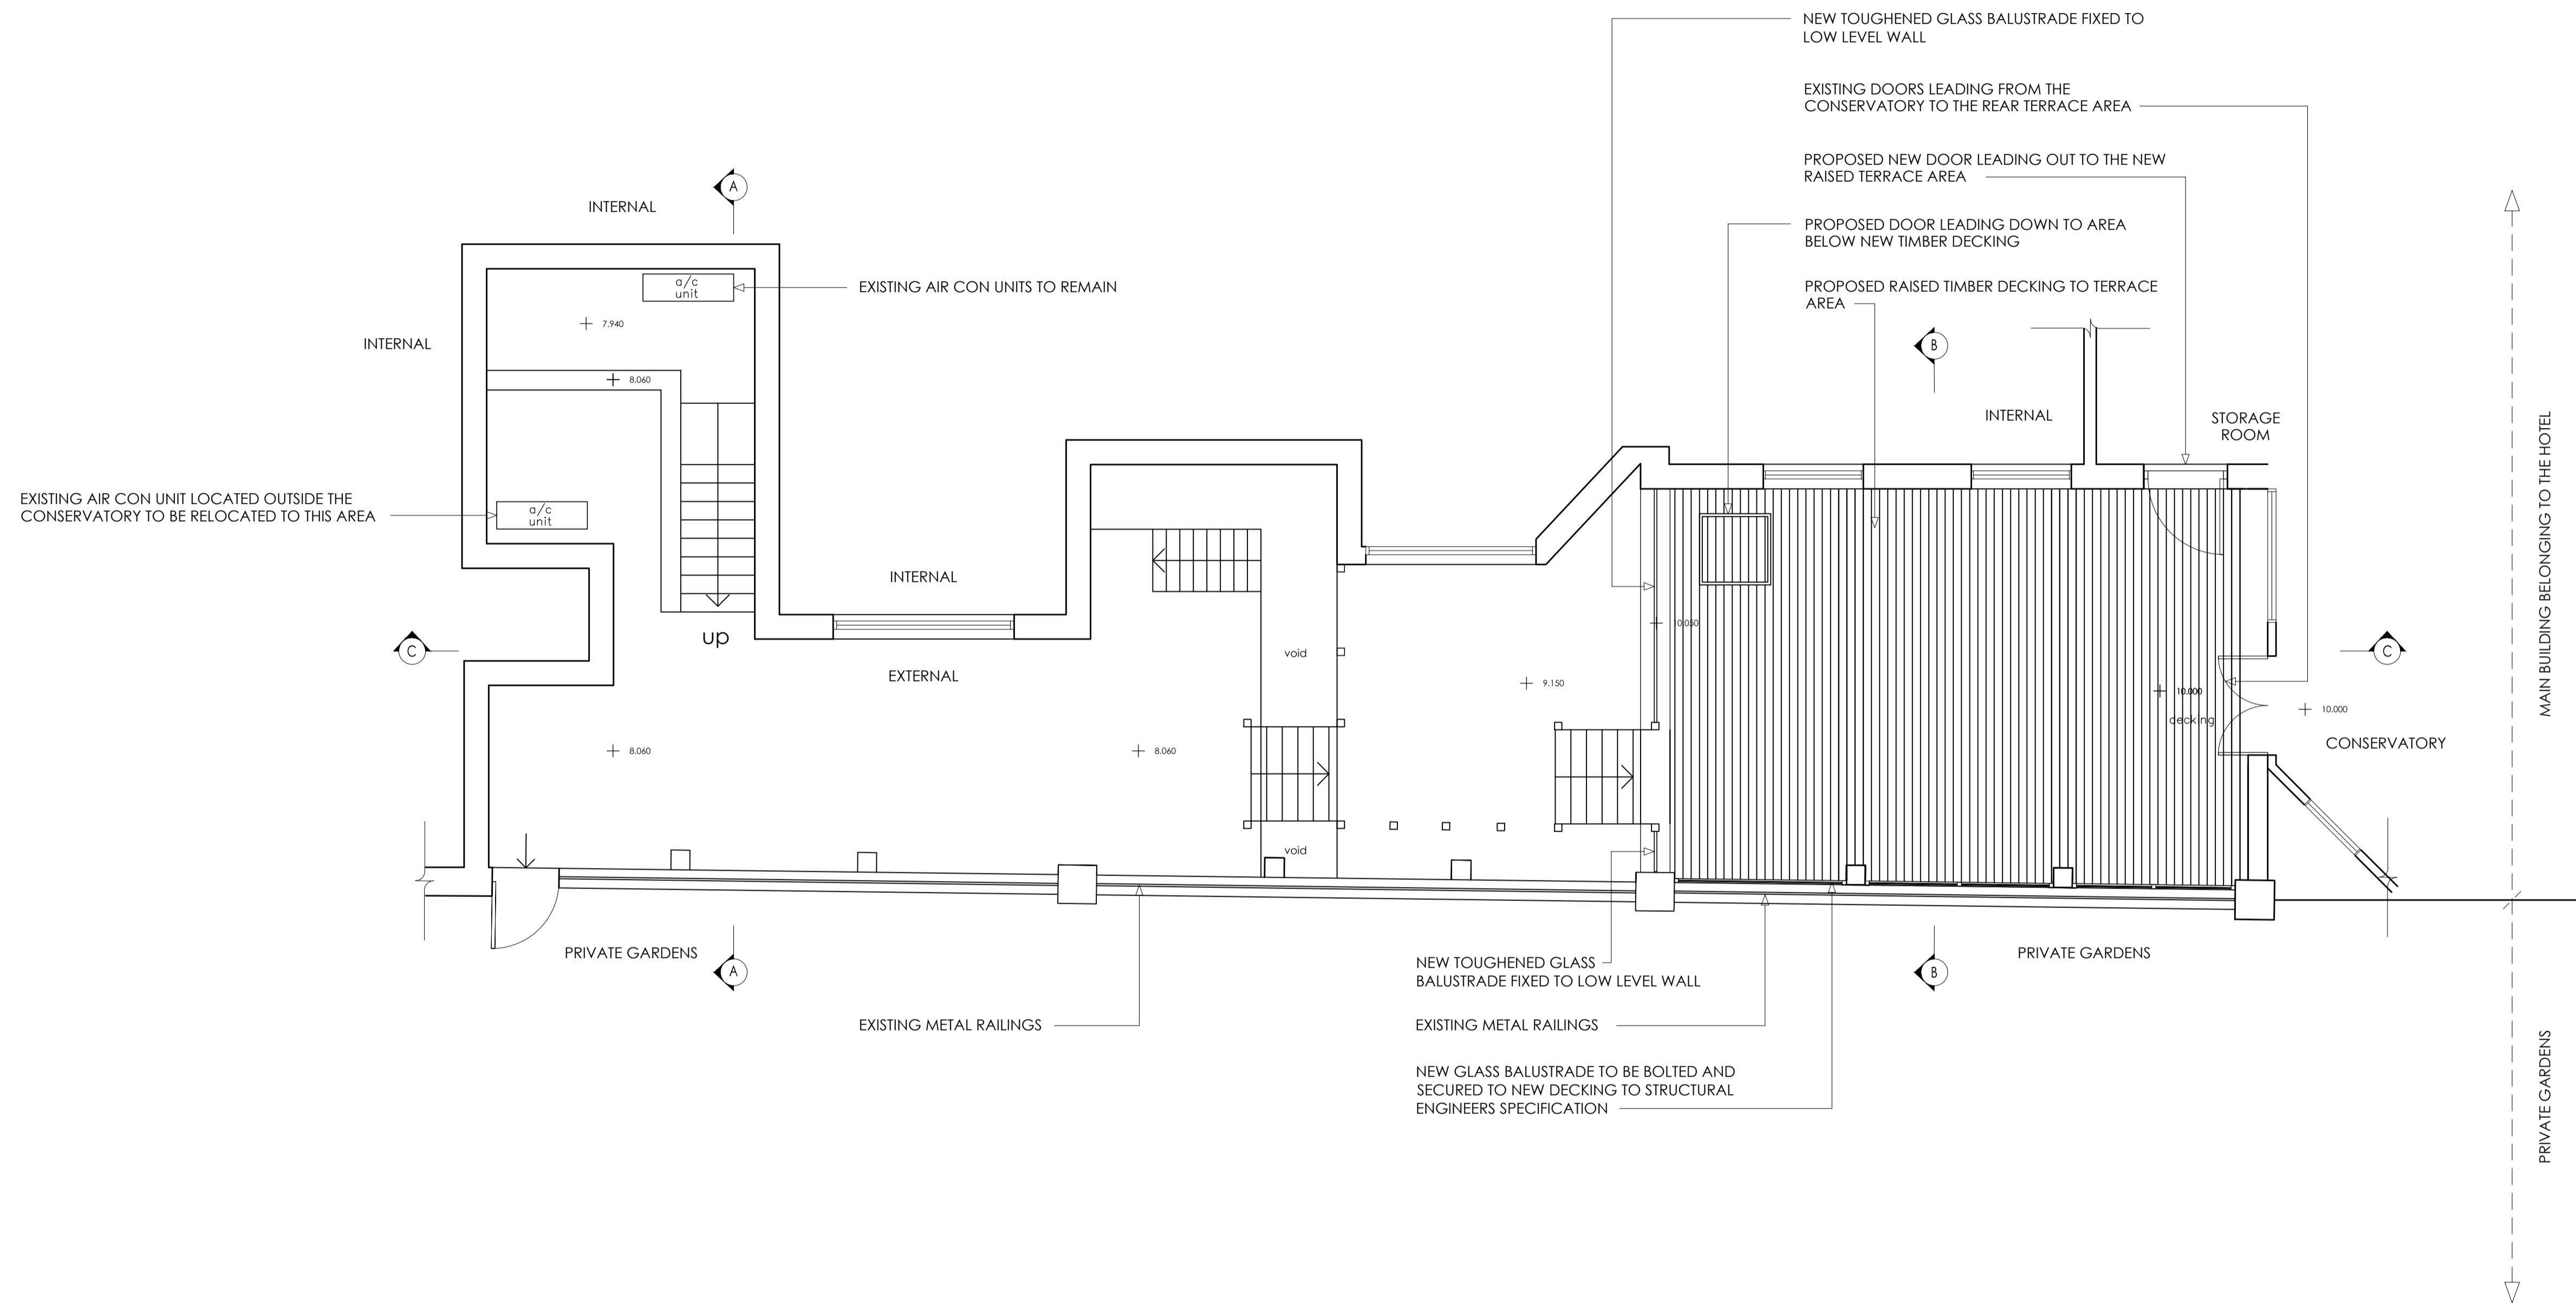 NEW TOUGHENED GLASS BALUSTRADE FIXED TO
LOW LEVEL WALL
EXISTING DOORS LEADING FROM THE
CONSERVATORY TO THE REAR TERRACE AREA
PROPOSED NEW DOOR LEADING OUT TO THE NEW
RAISED TERRACE AREA
PROPOSED DOOR LEADING DOWN TO AREA
BELOW NEW TIMBER DECKING
PROPOSED RAISED TIMBER DECKING TO TERRACE
AREA
A
INTERNAL
a/c
unit
EXISTING AIR CON UNITS TO REMAIN
7.940
INTERNAL
B
8.060
INTERNAL
STORAGE
ROOM
EXISTING AIR CON UNIT LOCATED OUTSIDE THE
CONSERVATORY TO BE RELOCATED TO THIS AREA
a/c
unit
INTERNAL
up
10.050
C
void
C
EXTERNAL
9.150
10.000
decking
10.000
CONSERVATORY
8.060
8.060
void
MAIN BUILDING BELONGING TO THE HOTEL
PRIVATE GARDENS
A
NEW TOUGHENED GLASS
BALUSTRADE FIXED TO LOW LEVEL WALL
B
PRIVATE GARDENS
EXISTING METAL RAILINGS
EXISTING METAL RAILINGS
NEW GLASS BALUSTRADE TO BE BOLTED AND
SECURED TO NEW DECKING TO STRUCTURAL
ENGINEERS SPECIFICATION
PRIVATE GARDENS